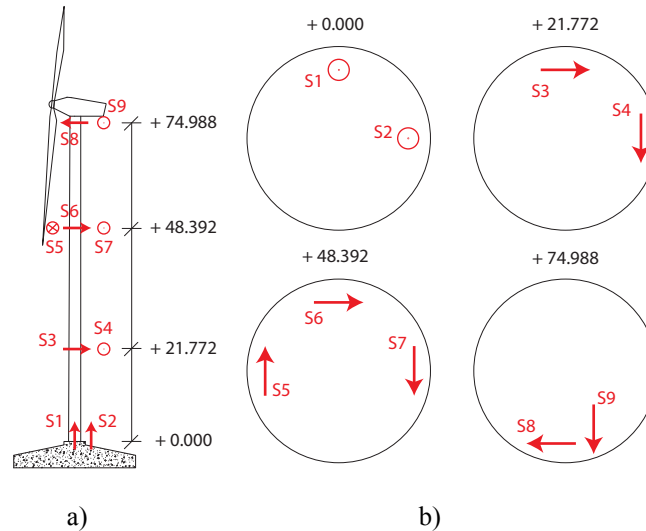 S9
+ 74.988
S8
S6
+ 48.392
S5
S7
S3
S4
+ 21.772
S1
S2
+ 0.000
a)
+ 0.000
S1
S2
+ 21.772
S3
S4
+ 48.392
S6
S7
S5
+ 74.988
S9
S8
b)